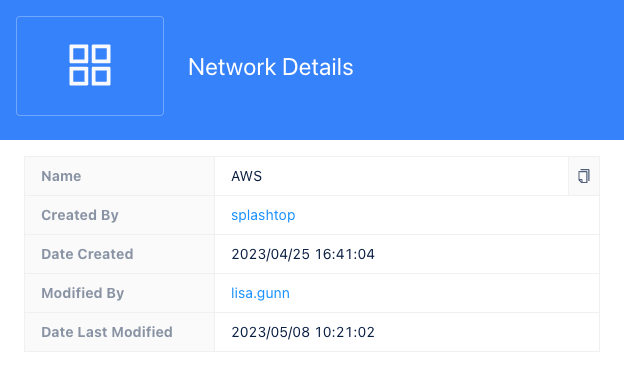 Network Details
Name AWS
Created By splashtop
Date Created 2023/04/25 16:41:04
Modified By lisa.gunn
Date Last Modified 2023/05/08 10:21:02